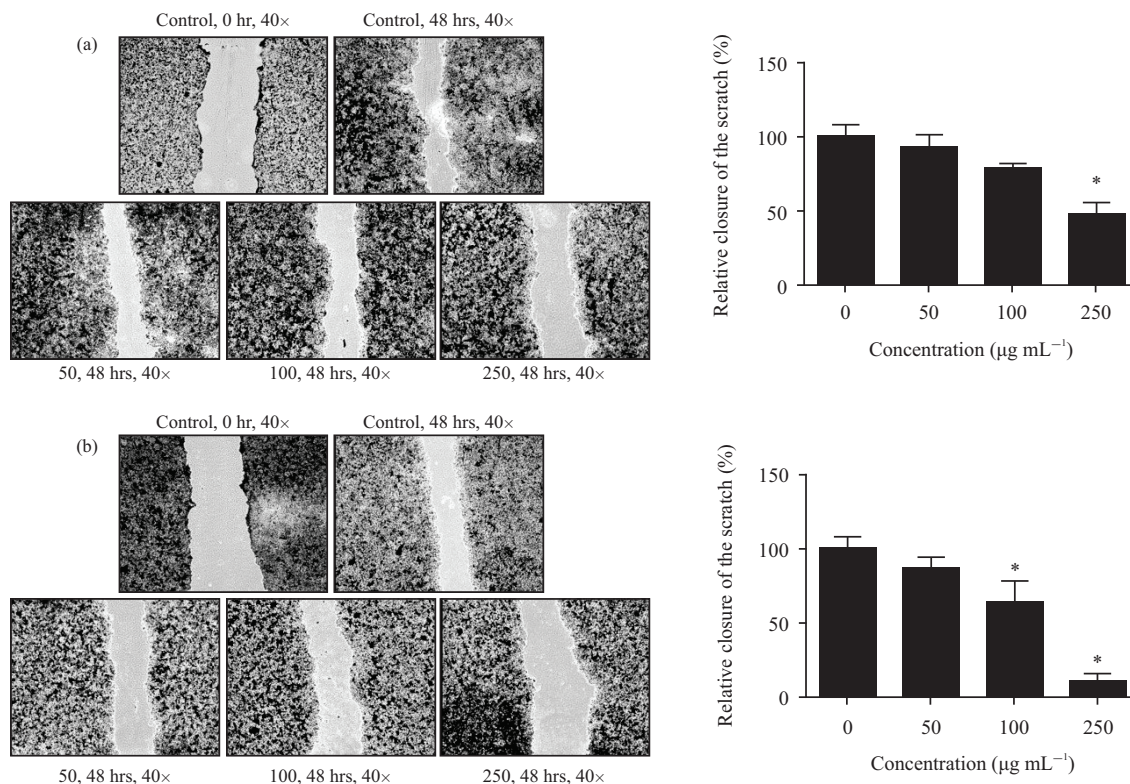 Control, 0 hr, 40×
Control, 48 hrs, 40×
(a)
50, 48 hrs, 40×
100, 48 hrs, 40×
250, 48 hrs, 40×
Relative closure of the scratch (%)
150
100
50
0
0
50
100
250
*
Concentration (µg mL⁻¹)
Control, 0 hr, 40×
Control, 48 hrs, 40×
(b)
50, 48 hrs, 40×
100, 48 hrs, 40×
250, 48 hrs, 40×
Relative closure of the scratch (%)
150
100
50
0
0
50
100
250
*
*
Concentration (µg mL⁻¹)